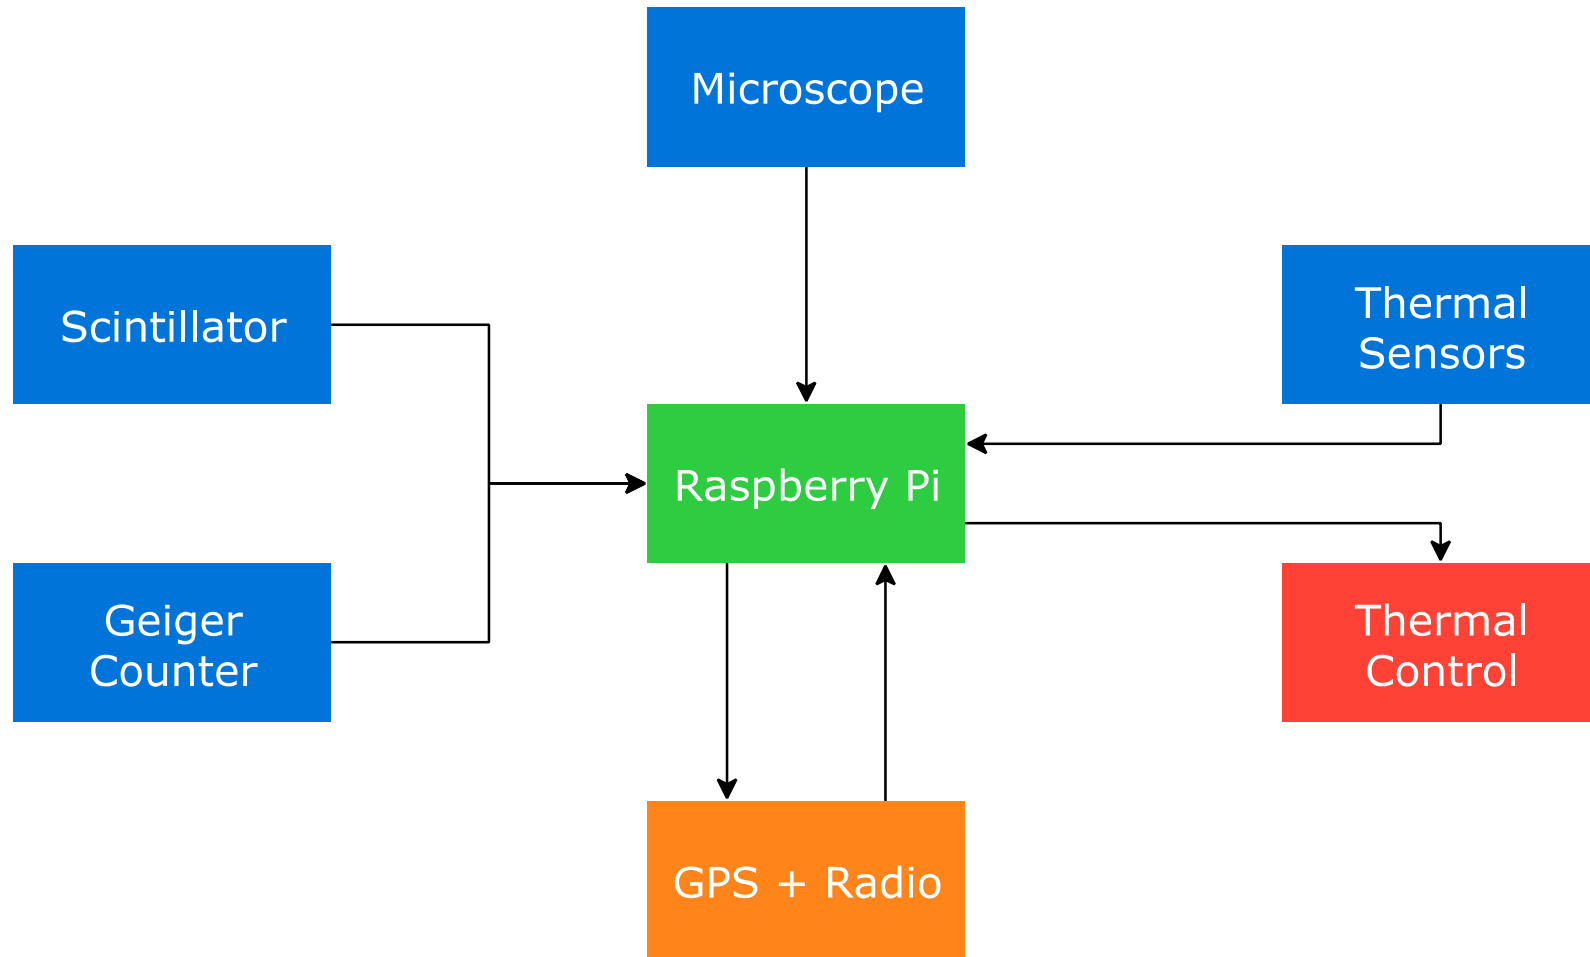 Microscope
Scintillator
Thermal
Sensors
Raspberry Pi
Geiger
Counter
Thermal
Control
GPS + Radio